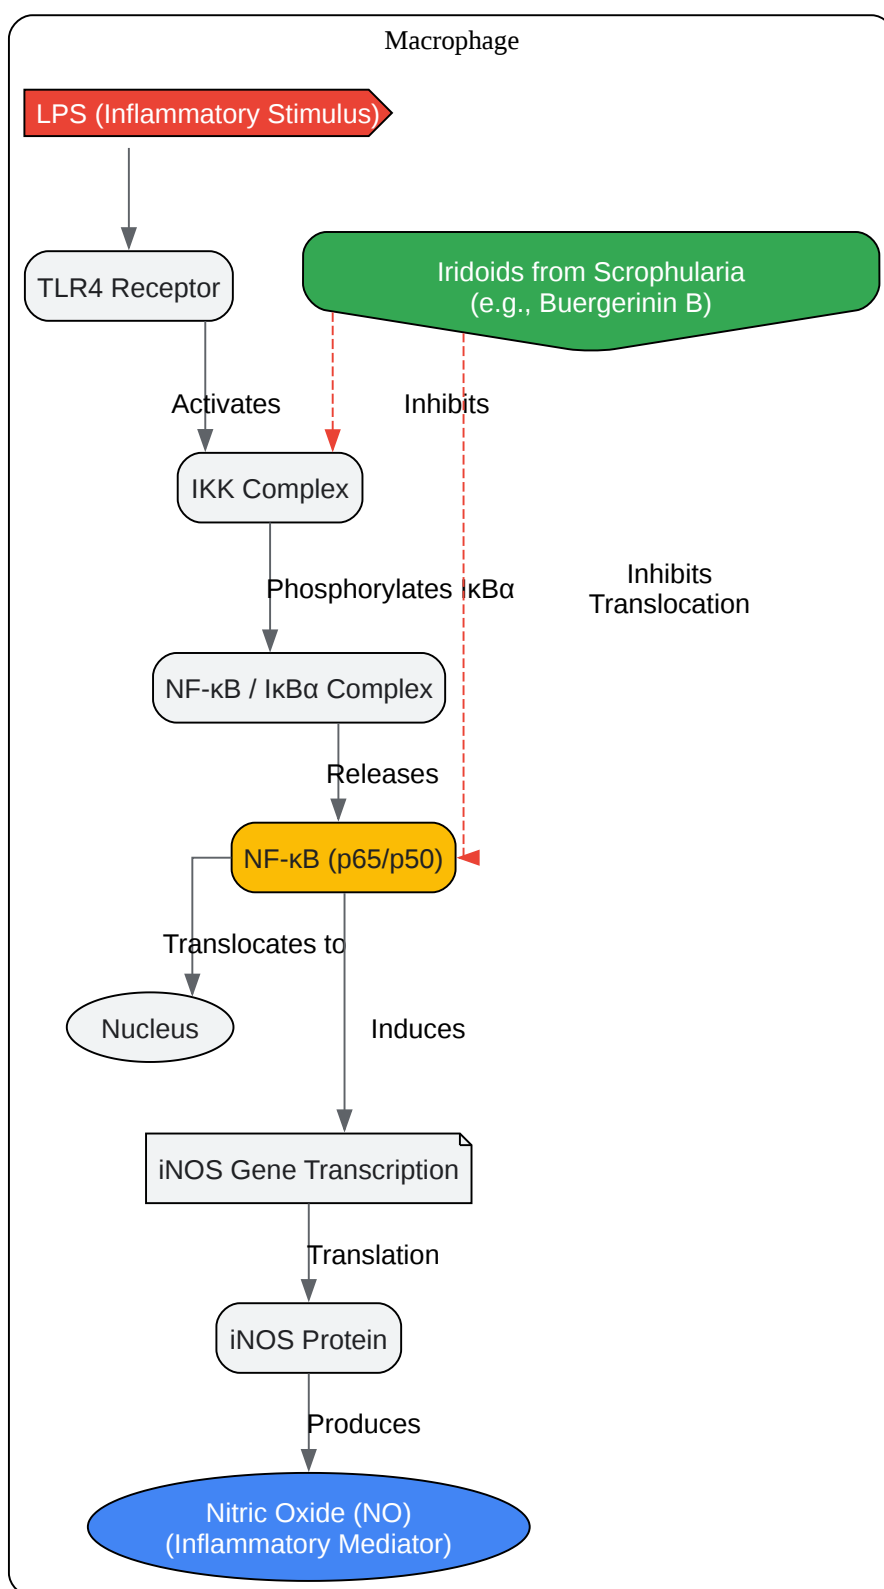 Macrophage
LPS (Inflammatory Stimulus)
TLR4 Receptor
Iridoids from Scrophularia
(e.g., Buergerinin B)
Activates
Inhibits
IKK Complex
Phosphorylates IκBα
Inhibits
Translocation
NF-κB / IκBα Complex
Releases
NF-κB (p65/p50)
Translocates to
Nucleus
Induces
iNOS Gene Transcription
Translation
iNOS Protein
Produces
Nitric Oxide (NO)
(Inflammatory Mediator)